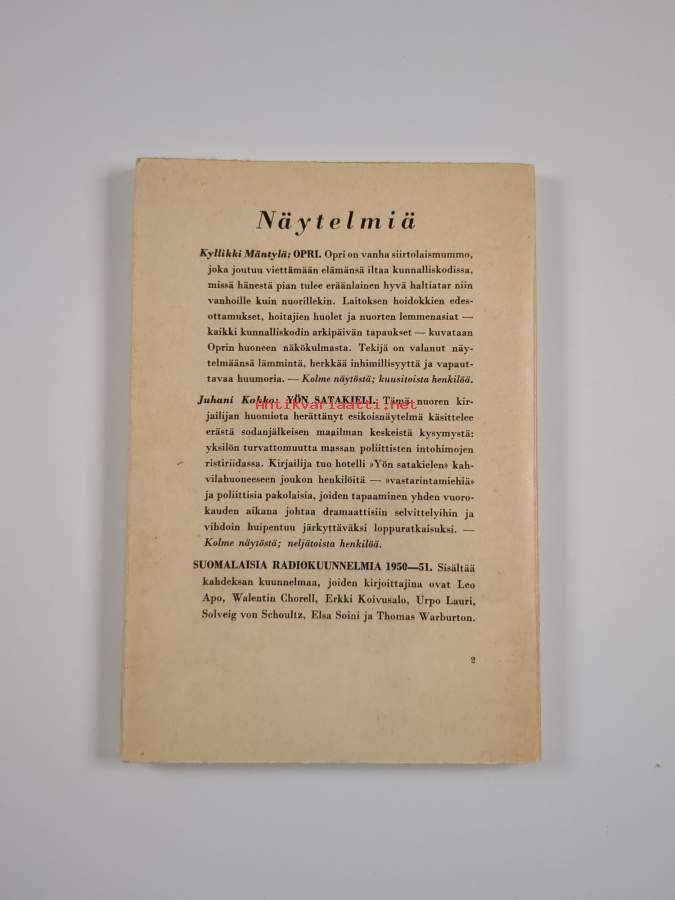 Näytelmiä
Kyllikki Mäntylä: OPRI. Opri on vanha siirtolaismummo,
joka joutuu viettämään elämänsä iltaa kunnalliskodissa,
missä hänestä pian tulee eräänlainen hyvä haltiatar niin
vanhoille kuin nuorillekin. Laitoksen hoidokkien edes-
ottamukset, hoitajien huolet ja nuorten lemmenasiat —
kaikki kunnalliskodin arkipäivän tapaukset — kuvataan
Oprin huoneen näkökulmasta. Tekijä on valanut näy-
telmäänsä lämmintä, herkkää inhimillisyyttä ja vapaut-
tavaa huumoria. — Kolme näytöstä; kuusitoista henkilöä.
Juhani Kokko: YÖN SATAKIELI. Tämä nuoren kir-
Antikvariaatti.net
jailijan huomiota herättänyt esikoisnäytelmä käsittelee
erästä sodanjälkeisen maailman keskeistä kysymystä:
yksilön turvattomuutta massan poliittisten intohimojen
ristiriidassa. Kirjailija tuo hotelli »Yön satakielen» kah-
vilahuoneeseen joukon henkilöitä — »vastarintamiehiä»
ja poliittisia pakolaisia, joiden tapaaminen yhden vuoro-
kauden aikana johtaa dramaattisiin selvittelyihin ja
vihdoin huipentuu järkyttäväksi loppuratkaisuksi. —
Kolme näytöstä; neljätoista henkilöä.
SUOMALAISIA RADIOKUUNNELMIA 1950—51. Sisältää
kahdeksan kuunnelmaa, joiden kirjoittajina ovat Leo
Apo, Walentin Chorell, Erkki Koivusalo, Urpo Lauri,
Solveig von Schoultz, Elsa Soini ja Thomas Warburton.
2